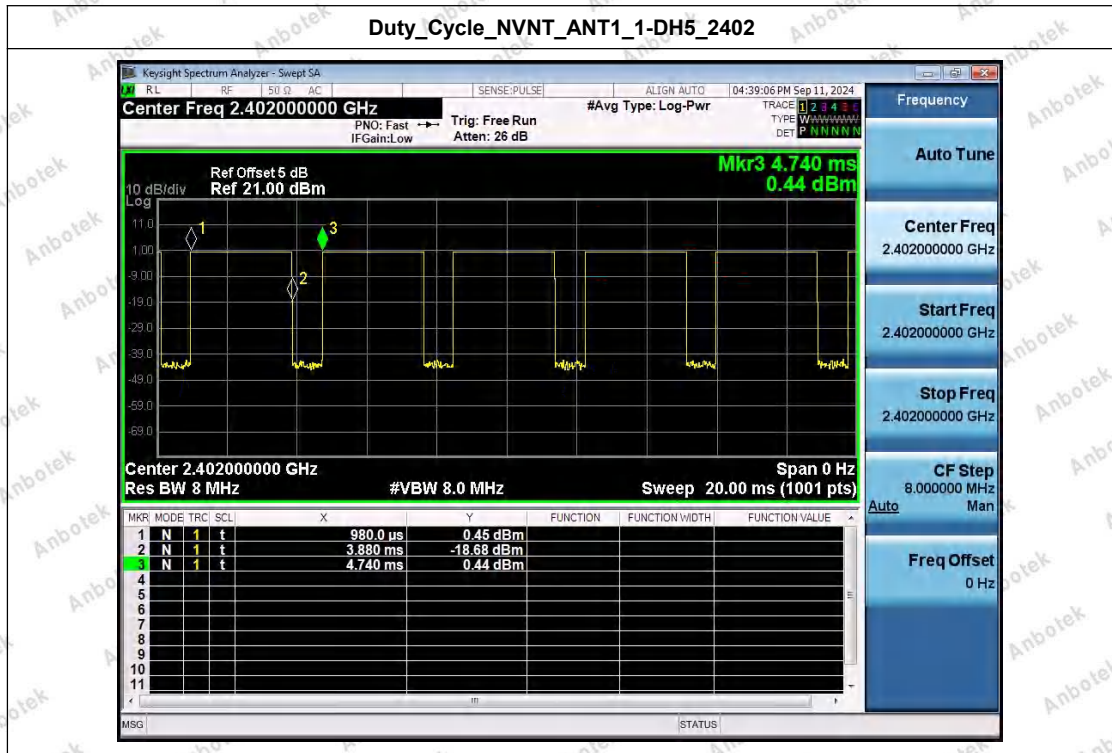 Duty_Cycle_NVNT_ANT1_1-DH5_2402
Keysight Spectrum Analyzer - Swept SA
RL RF 50 Ω AC SENSE:PULSE ALIGN AUTO 04:39:06 PM Sep 11, 2024
Center Freq 2.402000000 GHz #Avg Type: Log-Pwr TRACE 1 2 3 4 5 6
PNO: Fast Trig: Free Run TYPE WWWWWW
IFGain:Low Atten: 26 dB DET P N N N N N
Frequency
Auto Tune
Center Freq
2.402000000 GHz
Start Freq
2.402000000 GHz
Stop Freq
2.402000000 GHz
CF Step
8.000000 MHz
Auto Man
Freq Offset
0 Hz
Mkr3 4.740 ms
0.44 dBm
Ref Offset 5 dB
10 dB/div Ref 21.00 dBm
Log
11.0
1.00
-9.00
-19.0
-29.0
-39.0
-49.0
-59.0
-69.0
1
2
3
Center 2.402000000 GHz Span 0 Hz
Res BW 8 MHz #VBW 8.0 MHz Sweep 20.00 ms (1001 pts)
MKR MODE TRC SCL X Y FUNCTION FUNCTION WIDTH FUNCTION VALUE
1 N 1 t 980.0 µs 0.45 dBm
2 N 1 t 3.880 ms -18.68 dBm
3 N 1 t 4.740 ms 0.44 dBm
4
5
6
7
8
9
10
11
MSG STATUS
Anbotek